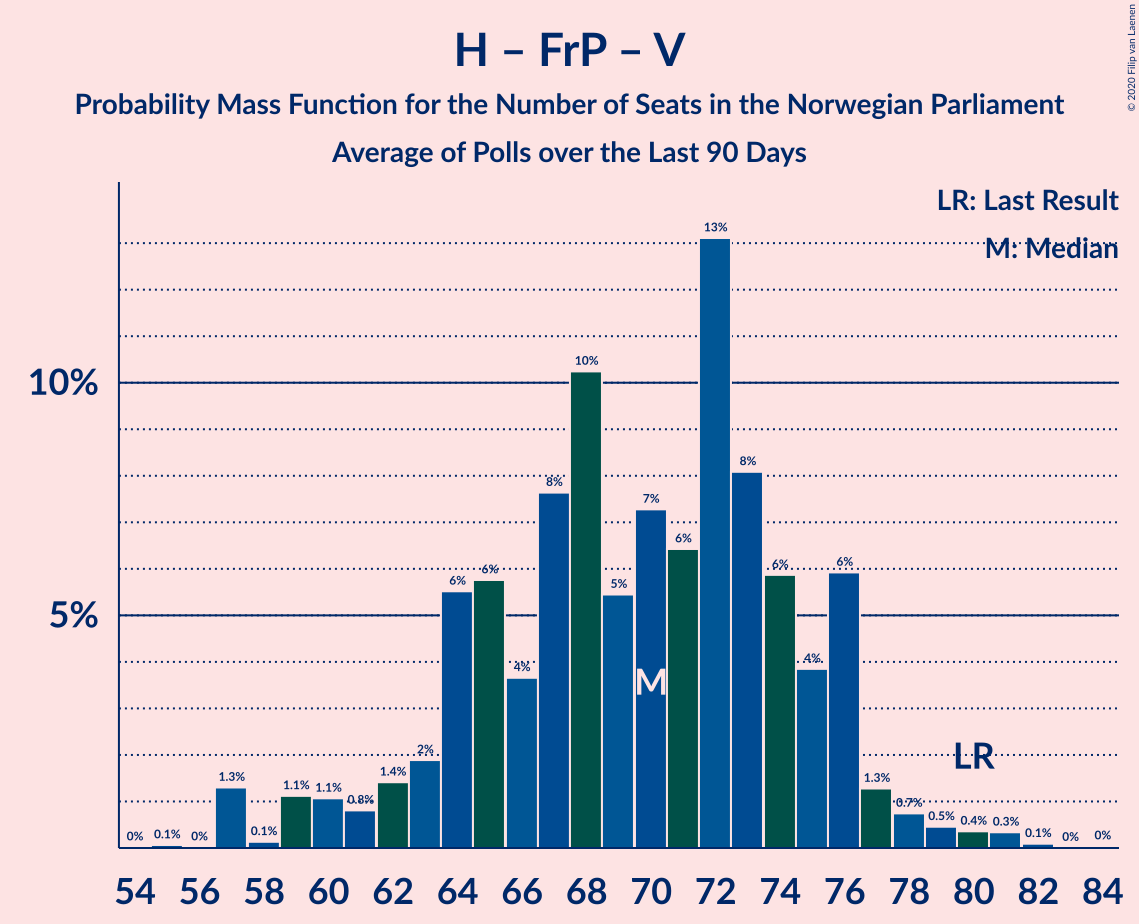 © 2020 Filip van Laenen
H – FrP – V
Probability Mass Function for the Number of Seats in the Norwegian Parliament
Average of Polls over the Last 90 Days
LR: Last Result
M: Median
10%
5%
0% 0.1% 0% 1.3% 0.1% 1.1% 1.1% 0.8% 1.4% 2% 6% 6% 4% 8% 10% 5% 7% 6% 13% 8% 6% 4% 6% 1.3% 0.7% 0.5% 0.4% 0.3% 0.1% 0% 0%
M
LR
54 56 58 60 62 64 66 68 70 72 74 76 78 80 82 84